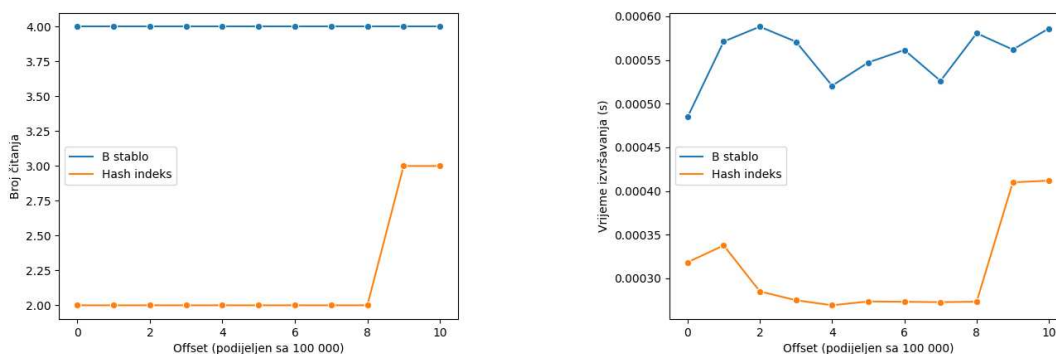 4.00
3.75
3.50
3.25
3.00
2.75
2.50
2.25
2.00
Broj čitanja
B stablo
Hash indeks
0 2 4 6 8 10
Offset (podijeljen sa 100 000)
0.00060
0.00055
0.00050
0.00045
0.00040
0.00035
0.00030
Vrijeme izvršavanja (s)
B stablo
Hash indeks
0 2 4 6 8 10
Offset (podijeljen sa 100 000)